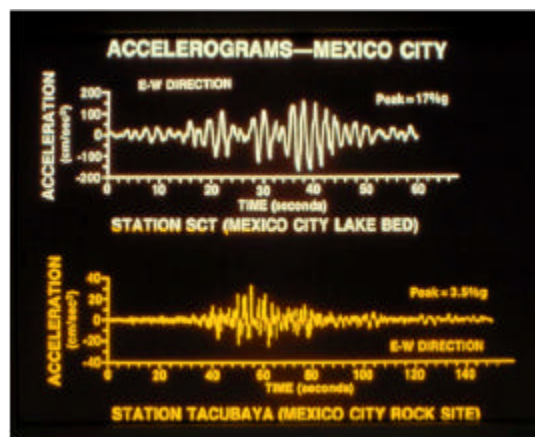 ACCELEROGRAMS—MEXICO CITY
E-W DIRECTION
Peak = 17%g
ACCELERATION
(cm/sec²)
200
100
0
-100
-200
0 10 20 30 40 50 60
TIME (seconds)
STATION SCT (MEXICO CITY LAKE BED)
ACCELERATION
(cm/sec²)
40
20
0
-20
-40
Peak = 3.5%g
E-W DIRECTION
0 20 40 60 80 100 120 140
TIME (seconds)
STATION TACUBAYA (MEXICO CITY ROCK SITE)